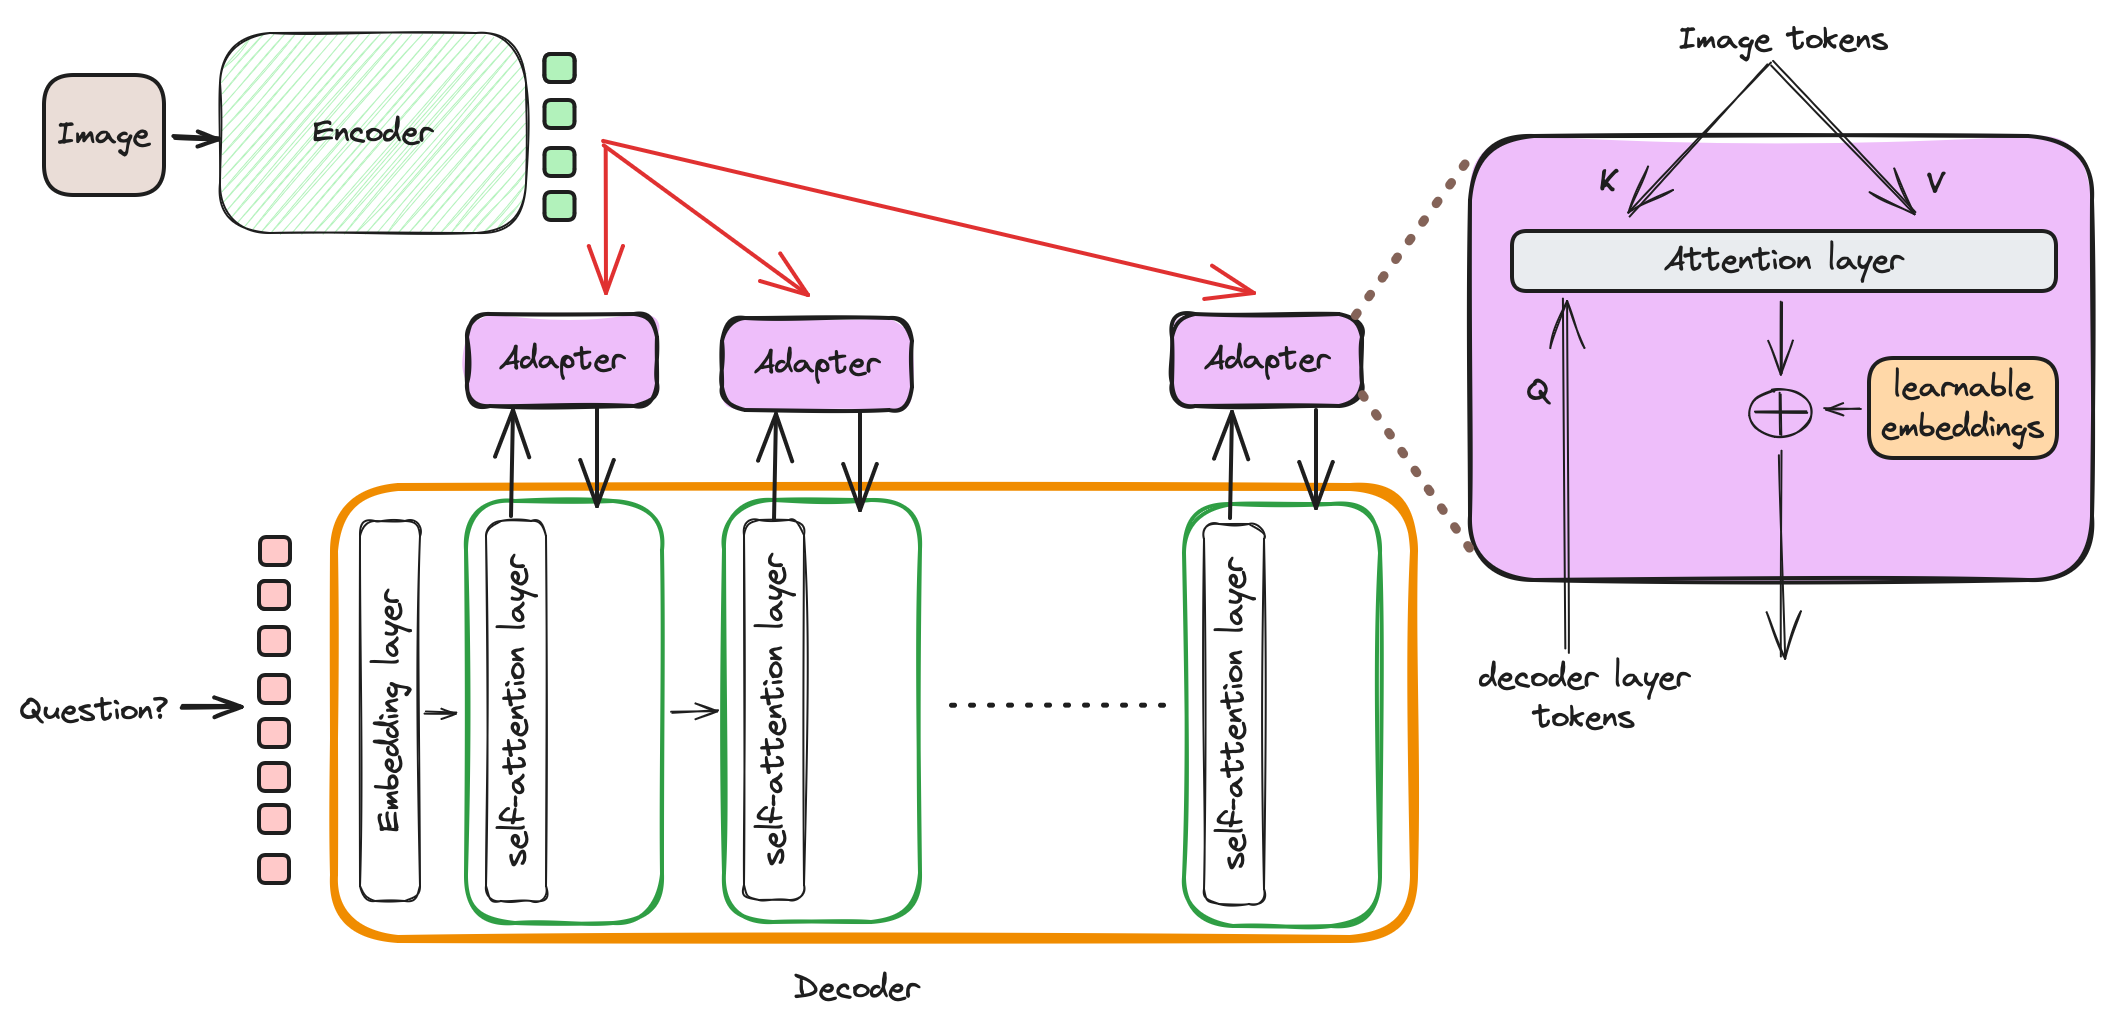 Image
Encoder
Image tokens
K
V
Attention layer
Adapter
Adapter
Adapter
Q
learnable
embeddings
Question?
Embedding layer
self-attention layer
self-attention layer
self-attention layer
decoder layer
tokens
Decoder